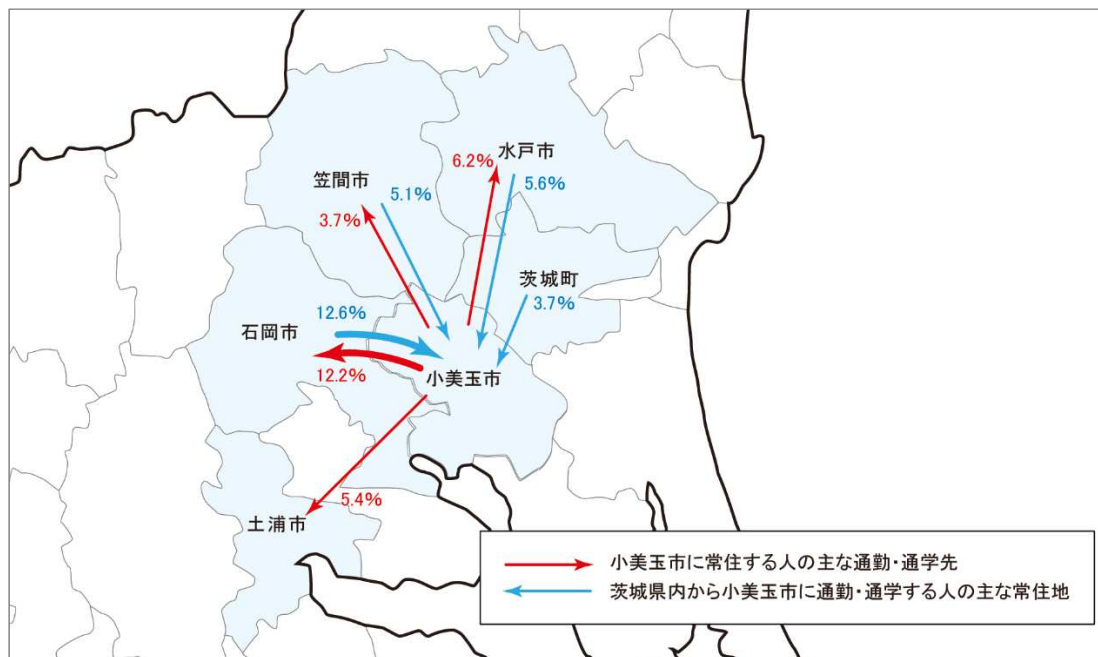 水戸市
6.2%
5.6%
笠間市
5.1%
3.7%
茨城町
3.7%
12.6%
石岡市
12.2%
小美玉市
5.4%
土浦市
小美玉市に常住する人の主な通勤・通学先
茨城県内から小美玉市に通勤・通学する人の主な常住地